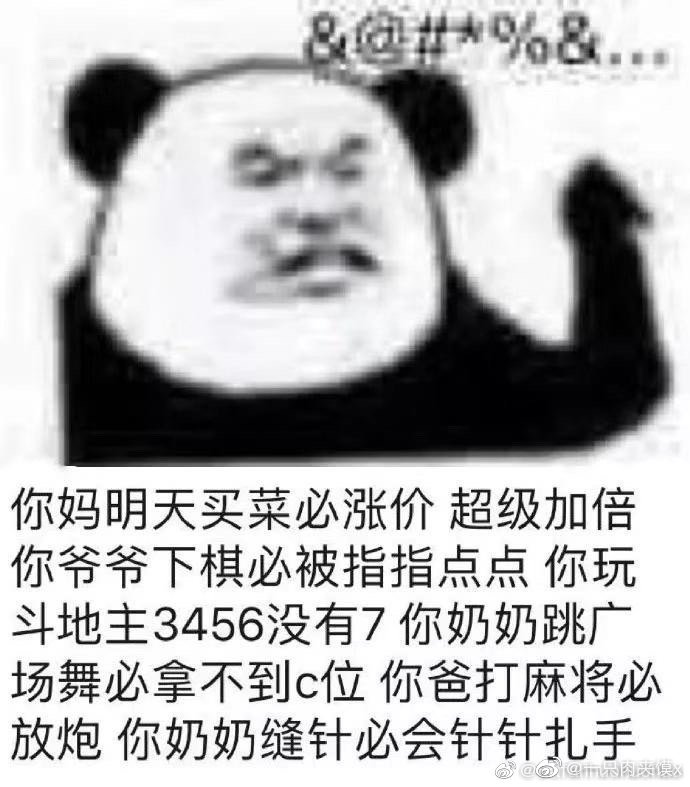 &@#*%&...
你妈明天买菜必涨价 超级加倍
你爷爷下棋必被指指点点 你玩
斗地主3456没有7 你奶奶跳广
场舞必拿不到c位 你爸打麻将必
放炮 你奶奶缝针必会针针扎手